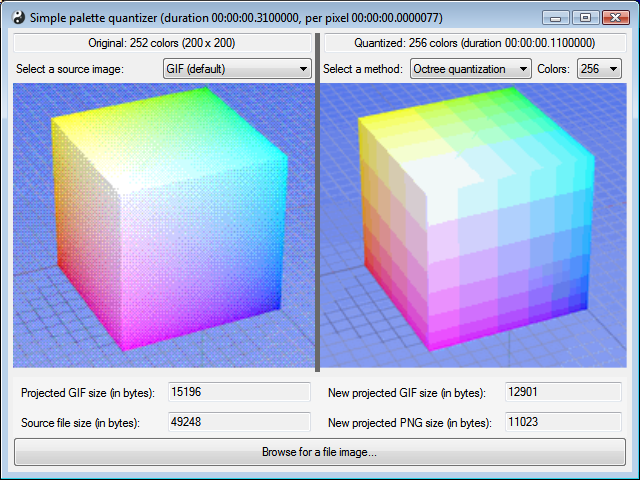 Simple palette quantizer (duration 00:00:00.3100000, per pixel 00:00:00.0000077)
Original: 252 colors (200 x 200)
Quantized: 256 colors (duration 00:00:00.1100000)
Select a source image: GIF (default)
Select a method: Octree quantization Colors: 256
Projected GIF size (in bytes): 15196
New projected GIF size (in bytes): 12901
Source file size (in bytes): 49248
New projected PNG size (in bytes): 11023
Browse for a file image...